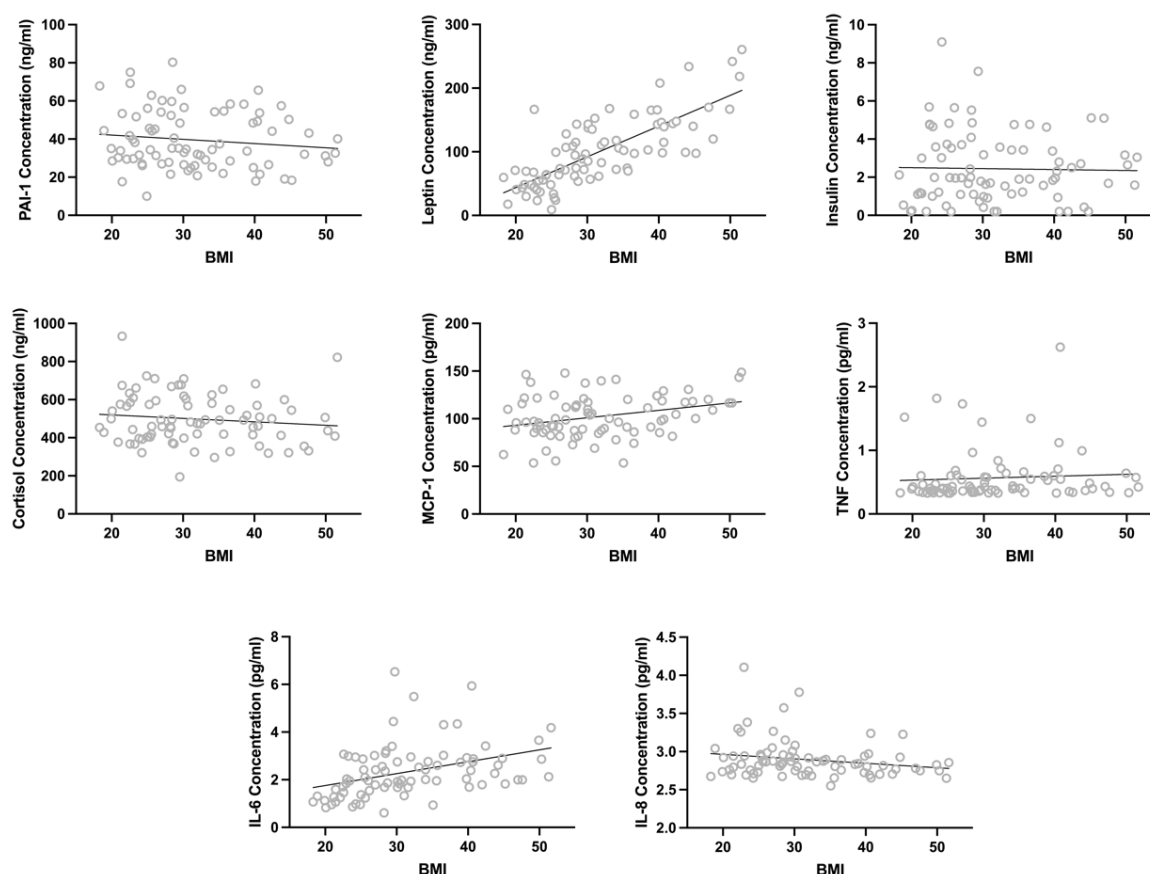 PAI-1 Concentration (ng/ml)
100
80
60
40
20
0
20 30 40 50
BMI
Leptin Concentration (ng/ml)
300
200
100
0
20 30 40 50
BMI
Insulin Concentration (ng/ml)
10
8
6
4
2
0
20 30 40 50
BMI
Cortisol Concentration (ng/ml)
1000
800
600
400
200
0
20 30 40 50
BMI
MCP-1 Concentration (pg/ml)
200
150
100
50
0
20 30 40 50
BMI
TNF Concentration (pg/ml)
3
2
1
0
20 30 40 50
BMI
IL-6 Concentration (pg/ml)
8
6
4
2
0
20 30 40 50
BMI
IL-8 Concentration (pg/ml)
4.5
4.0
3.5
3.0
2.5
2.0
20 30 40 50
BMI